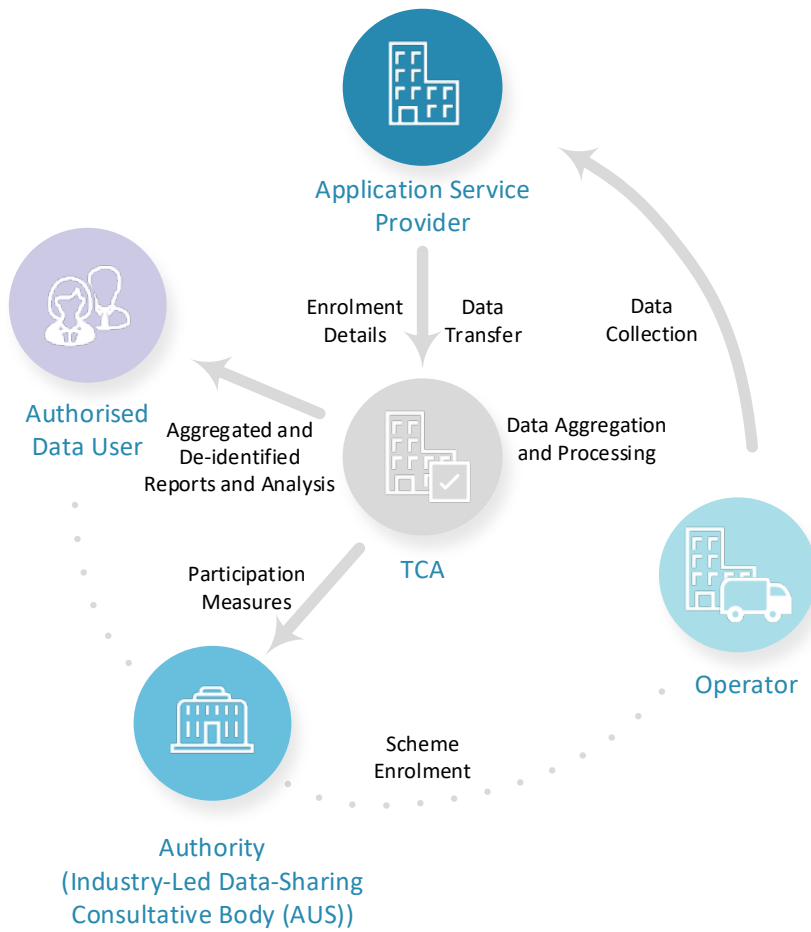 Application Service
Provider
Enrolment
Details
Data
Transfer
Data
Collection
Authorised
Data User
Aggregated and
De-identified
Reports and Analysis
Data Aggregation
and Processing
TCA
Participation
Measures
Operator
Scheme
Enrolment
Authority
(Industry-Led Data-Sharing
Consultative Body (AUS))